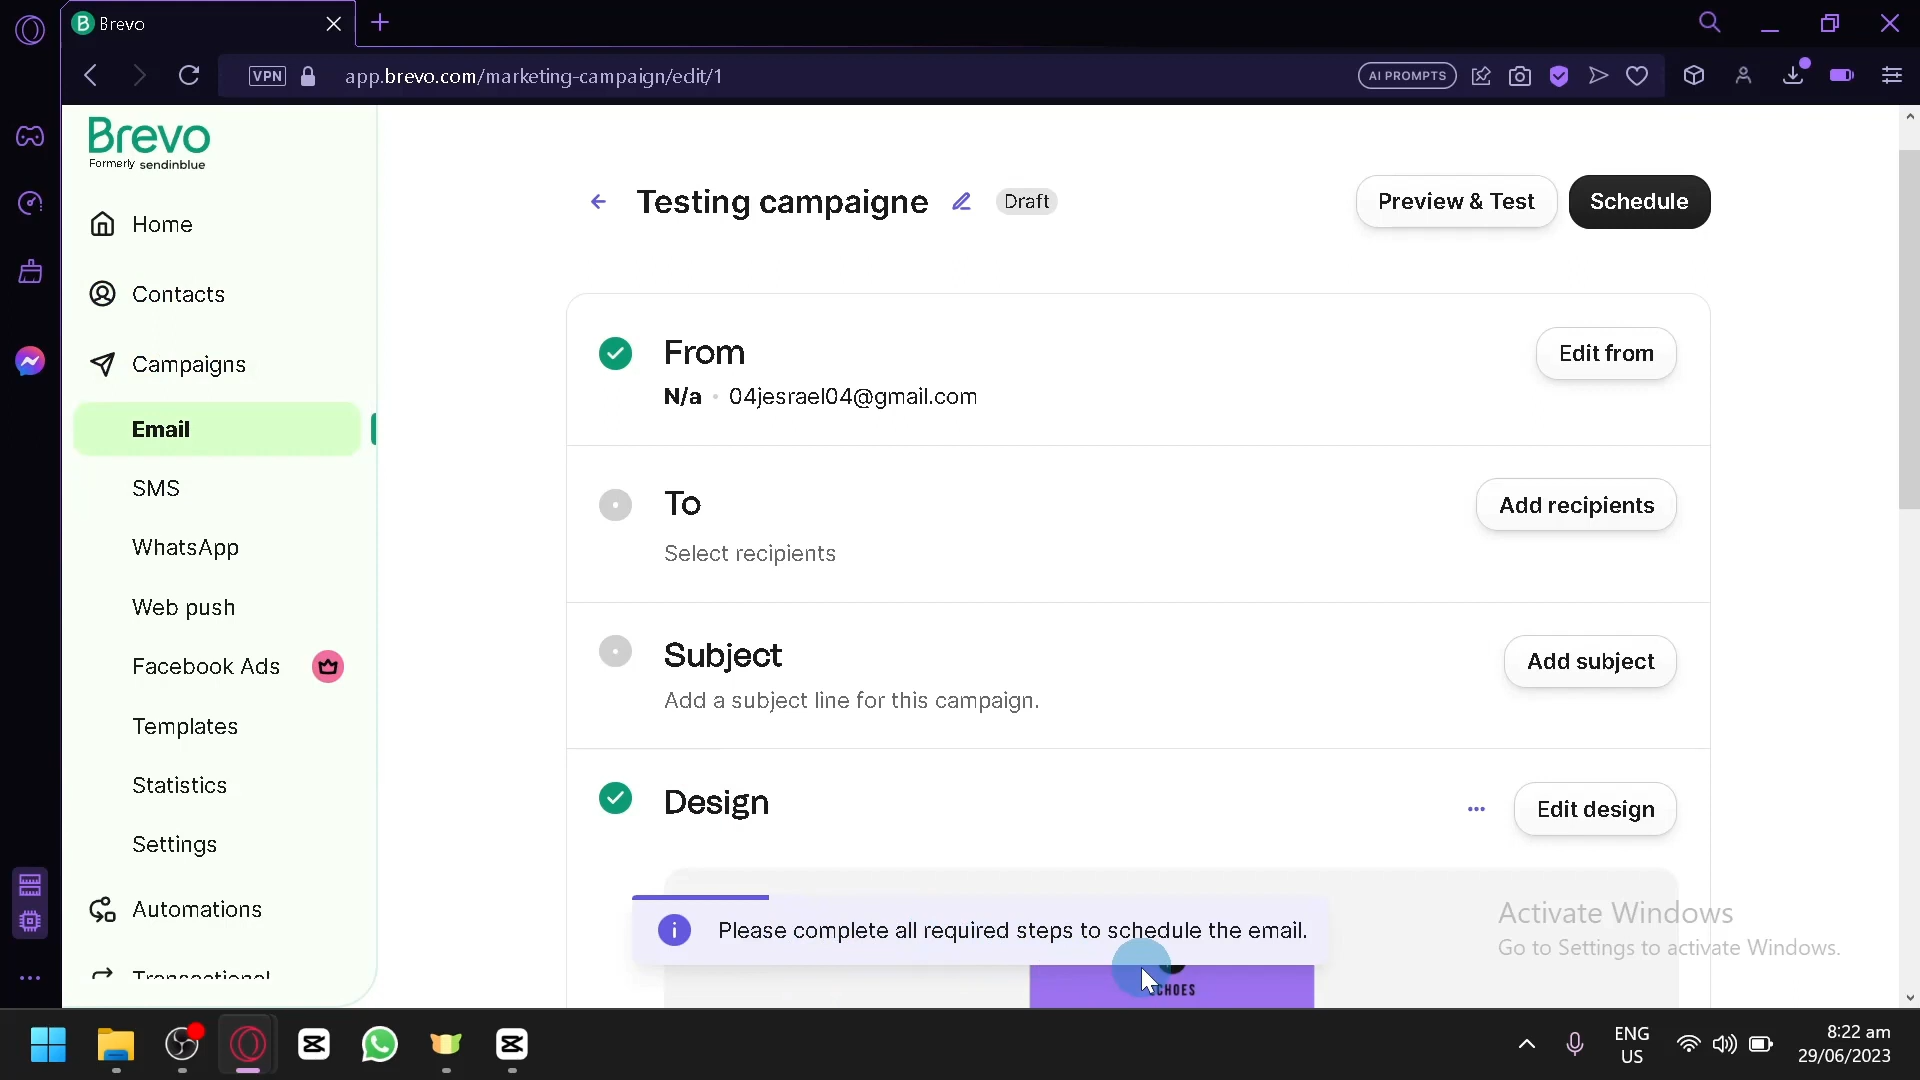 Brevo
VPN
app.brevo.com/marketing-campaign/edit/1
AI PROMPTS
Brevo
Formerly sendinblue
Home
Contacts
Campaigns
Email
SMS
WhatsApp
Web push
Facebook Ads
Templates
Statistics
Settings
Automations
Transactional
Testing campaigne
Draft
Preview & Test
Schedule
From
N/a • 04jesrael04@gmail.com
Edit from
To
Select recipients
Add recipients
Subject
Add a subject line for this campaign.
Add subject
Design
Edit design
Please complete all required steps to schedule the email.
ECHOES
Activate Windows
Go to Settings to activate Windows.
ENG
US
8:22 am
29/06/2023